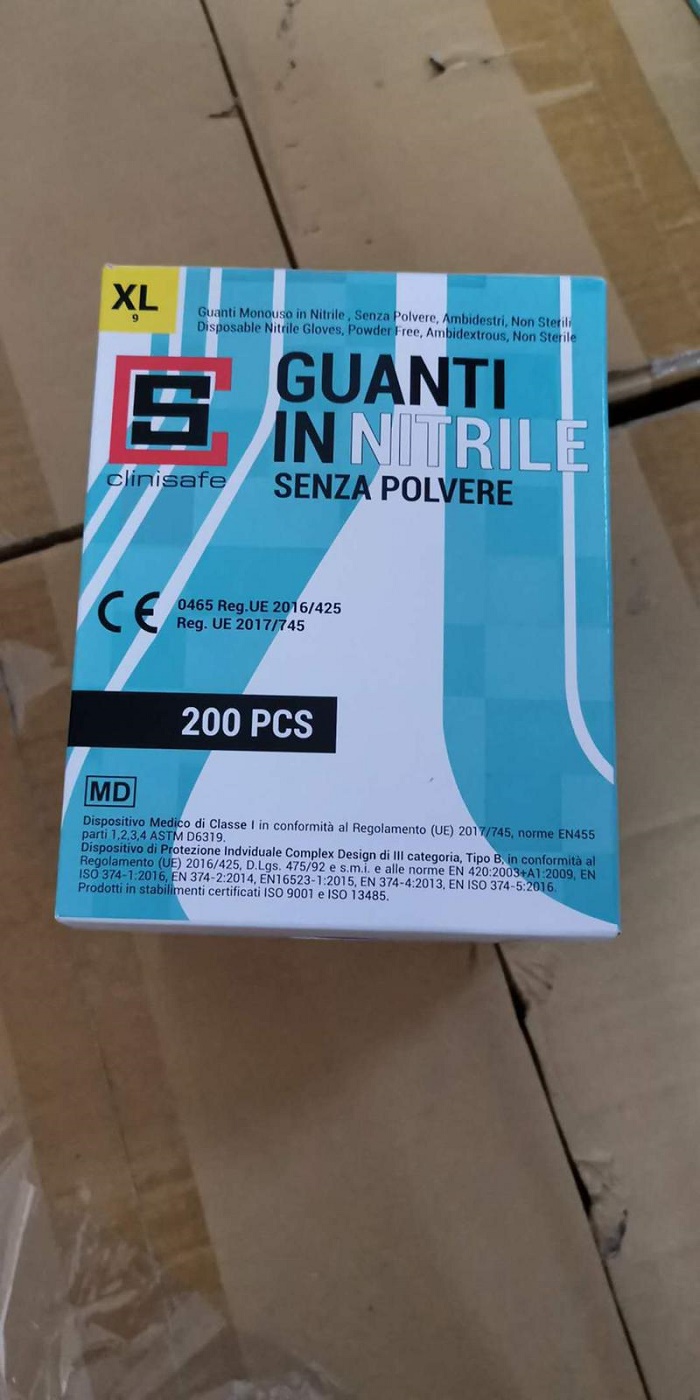 XL
9
Guanti Monouso in Nitrile , Senza Polvere, Ambidestri, Non Sterili
Disposable Nitrile Gloves, Powder Free, Ambidextrous, Non Sterile
GUANTI
IN NITRILE
SENZA POLVERE
CS
clinisafe
CE 0465 Reg.UE 2016/425
Reg. UE 2017/745
200 PCS
MD
Dispositivo Medico di Classe I in conformità al Regolamento (UE) 2017/745, norme EN455
parti 1,2,3,4 ASTM D6319.
Dispositivo di Protezione Indviduale Complex Design di III categoria, Tipo B, in conformità al
Regolamento (UE) 2016/425, D.Lgs. 475/92 e s.m.i. e alle norme EN 420:2003+A1:2009, EN
ISO 374-1:2016, EN 374-2:2014, EN16523-1:2015, EN 374-4:2013, EN ISO 374-5:2016.
Prodotti in stabilimenti certificati ISO 9001 e ISO 13485.